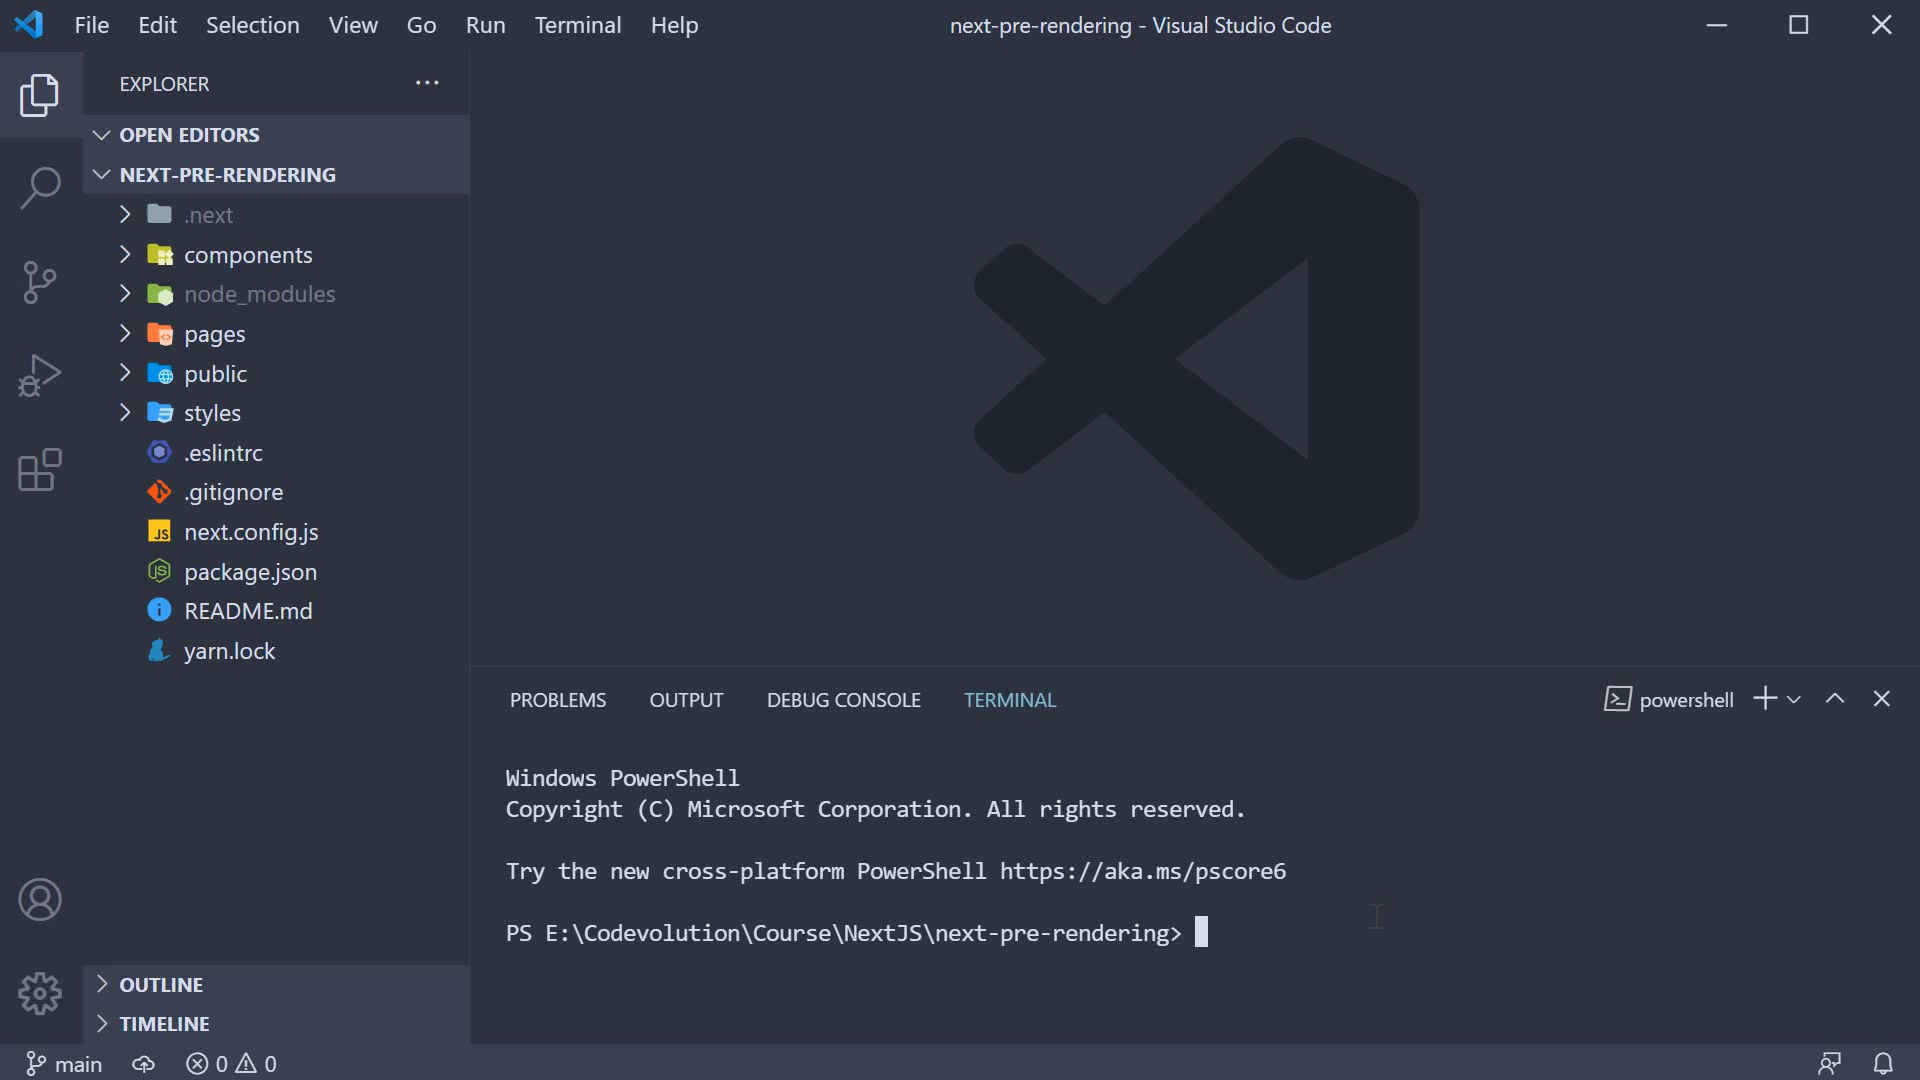 File Edit Selection View Go Run Terminal Help
next-pre-rendering - Visual Studio Code
EXPLORER
OPEN EDITORS
NEXT-PRE-RENDERING
.next
components
node_modules
pages
public
styles
.eslintrc
.gitignore
JS next.config.js
JS package.json
README.md
yarn.lock
OUTLINE
TIMELINE
PROBLEMS OUTPUT DEBUG CONSOLE TERMINAL
powershell
Windows PowerShell
Copyright (C) Microsoft Corporation. All rights reserved.
Try the new cross-platform PowerShell https://aka.ms/pscore6
PS E:\Codevolution\Course\NextJS\next-pre-rendering>
main 0 0